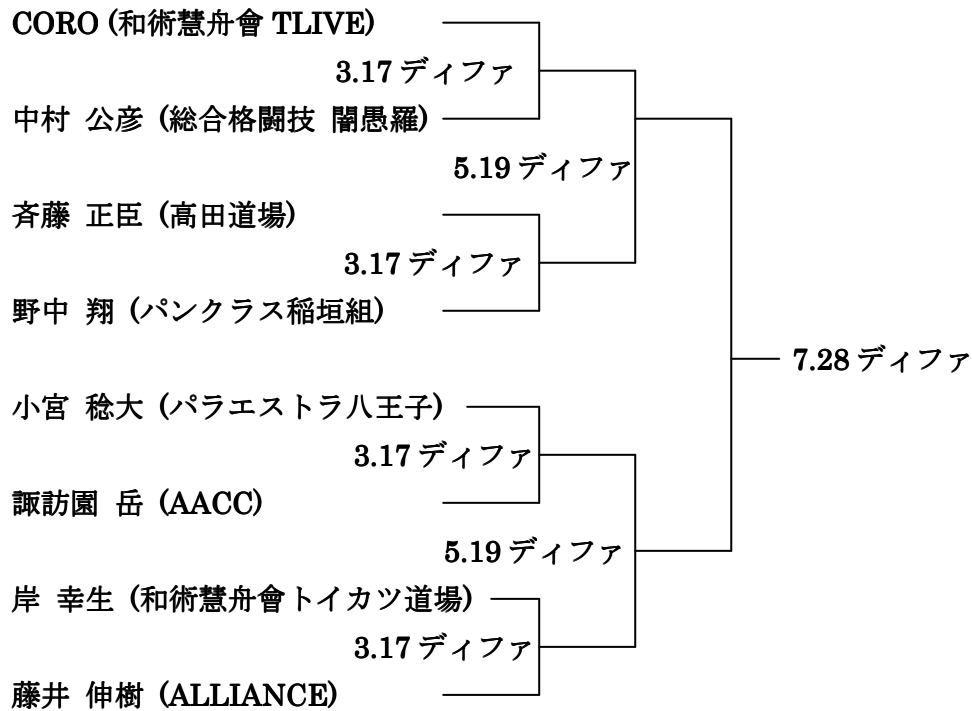 CORO (和術慧舟會 TLIVE)
3.17 ディファ
中村 公彦 (総合格闘技 闇愚羅)
5.19 ディファ
斉藤 正臣 (高田道場)
3.17 ディファ
野中 翔 (パンクラス稲垣組)
7.28 ディファ
小宮 稔大 (パラエストラ八王子)
3.17 ディファ
諏訪園 岳 (AACC)
5.19 ディファ
岸 幸生 (和術慧舟會トイカツ道場)
3.17 ディファ
藤井 伸樹 (ALLIANCE)